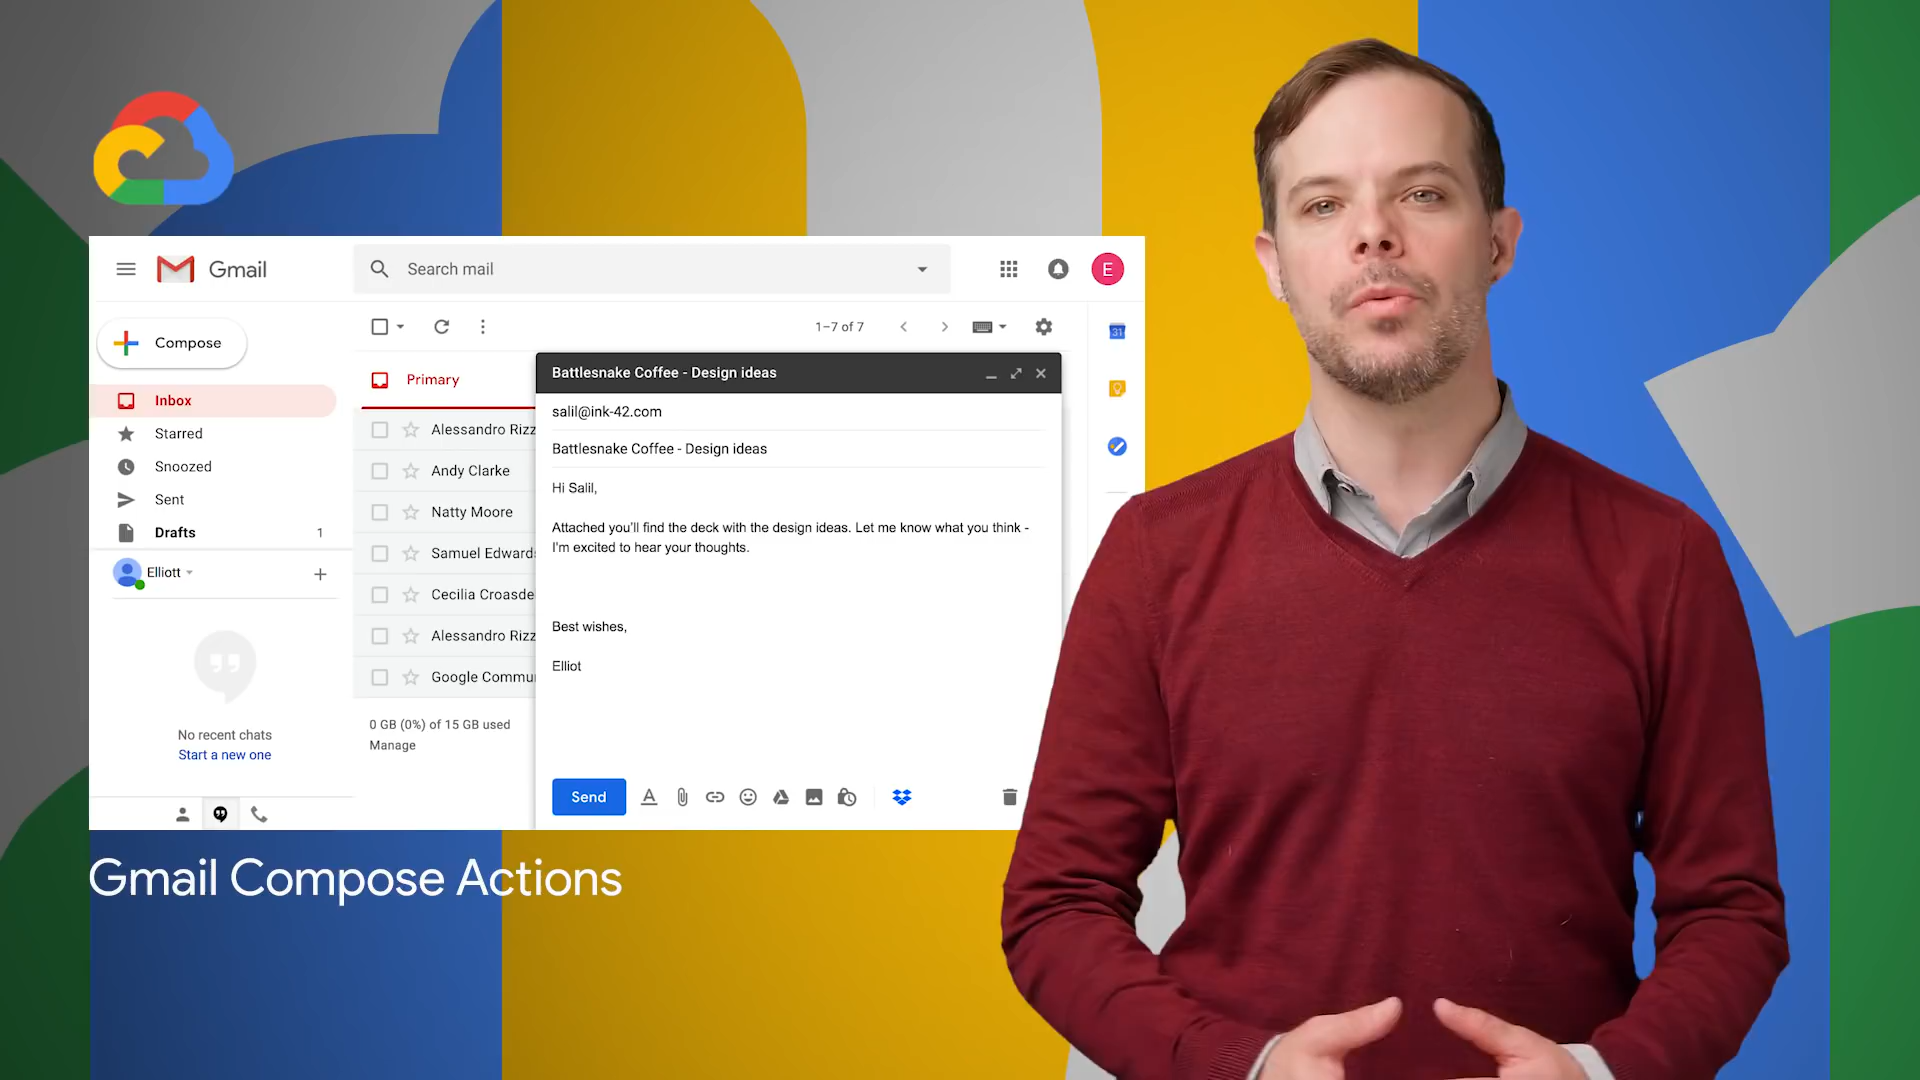 Gmail
Search mail
E
Compose
1–7 of 7
31
Battlesnake Coffee - Design ideas
Primary
Inbox
salil@ink-42.com
Starred
Alessandro Rizz
Battlesnake Coffee - Design ideas
Snoozed
Andy Clarke
Hi Salil,
Sent
Natty Moore
Attached you'll find the deck with the design ideas. Let me know what you think -
I'm excited to hear your thoughts.
Drafts 1
Samuel Edwards
Elliott
Cecilia Croasde
Best wishes,
Alessandro Rizz
Elliot
Google Commu
0 GB (0%) of 15 GB used
Manage
No recent chats
Start a new one
Send
Gmail Compose Actions